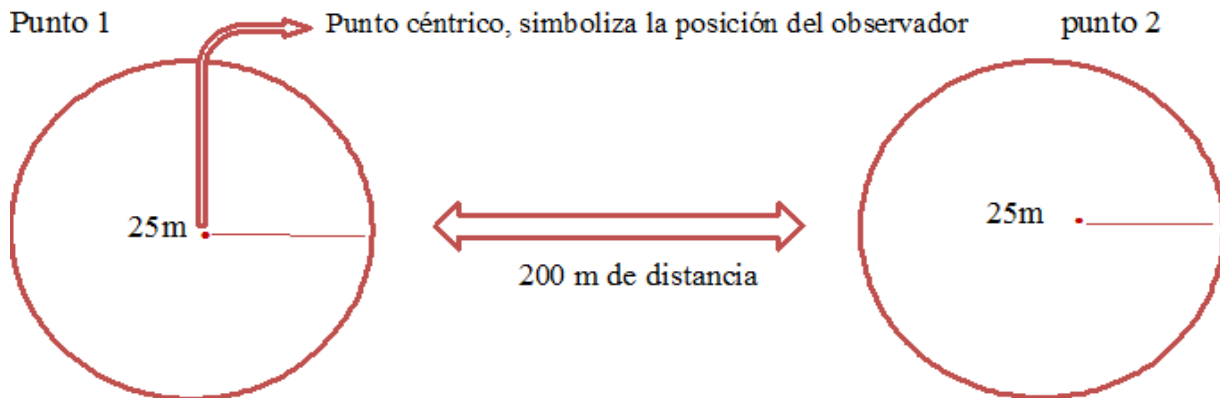 Punto 1
Punto céntrico, simboliza la posición del observador
punto 2
25m
25m
200 m de distancia